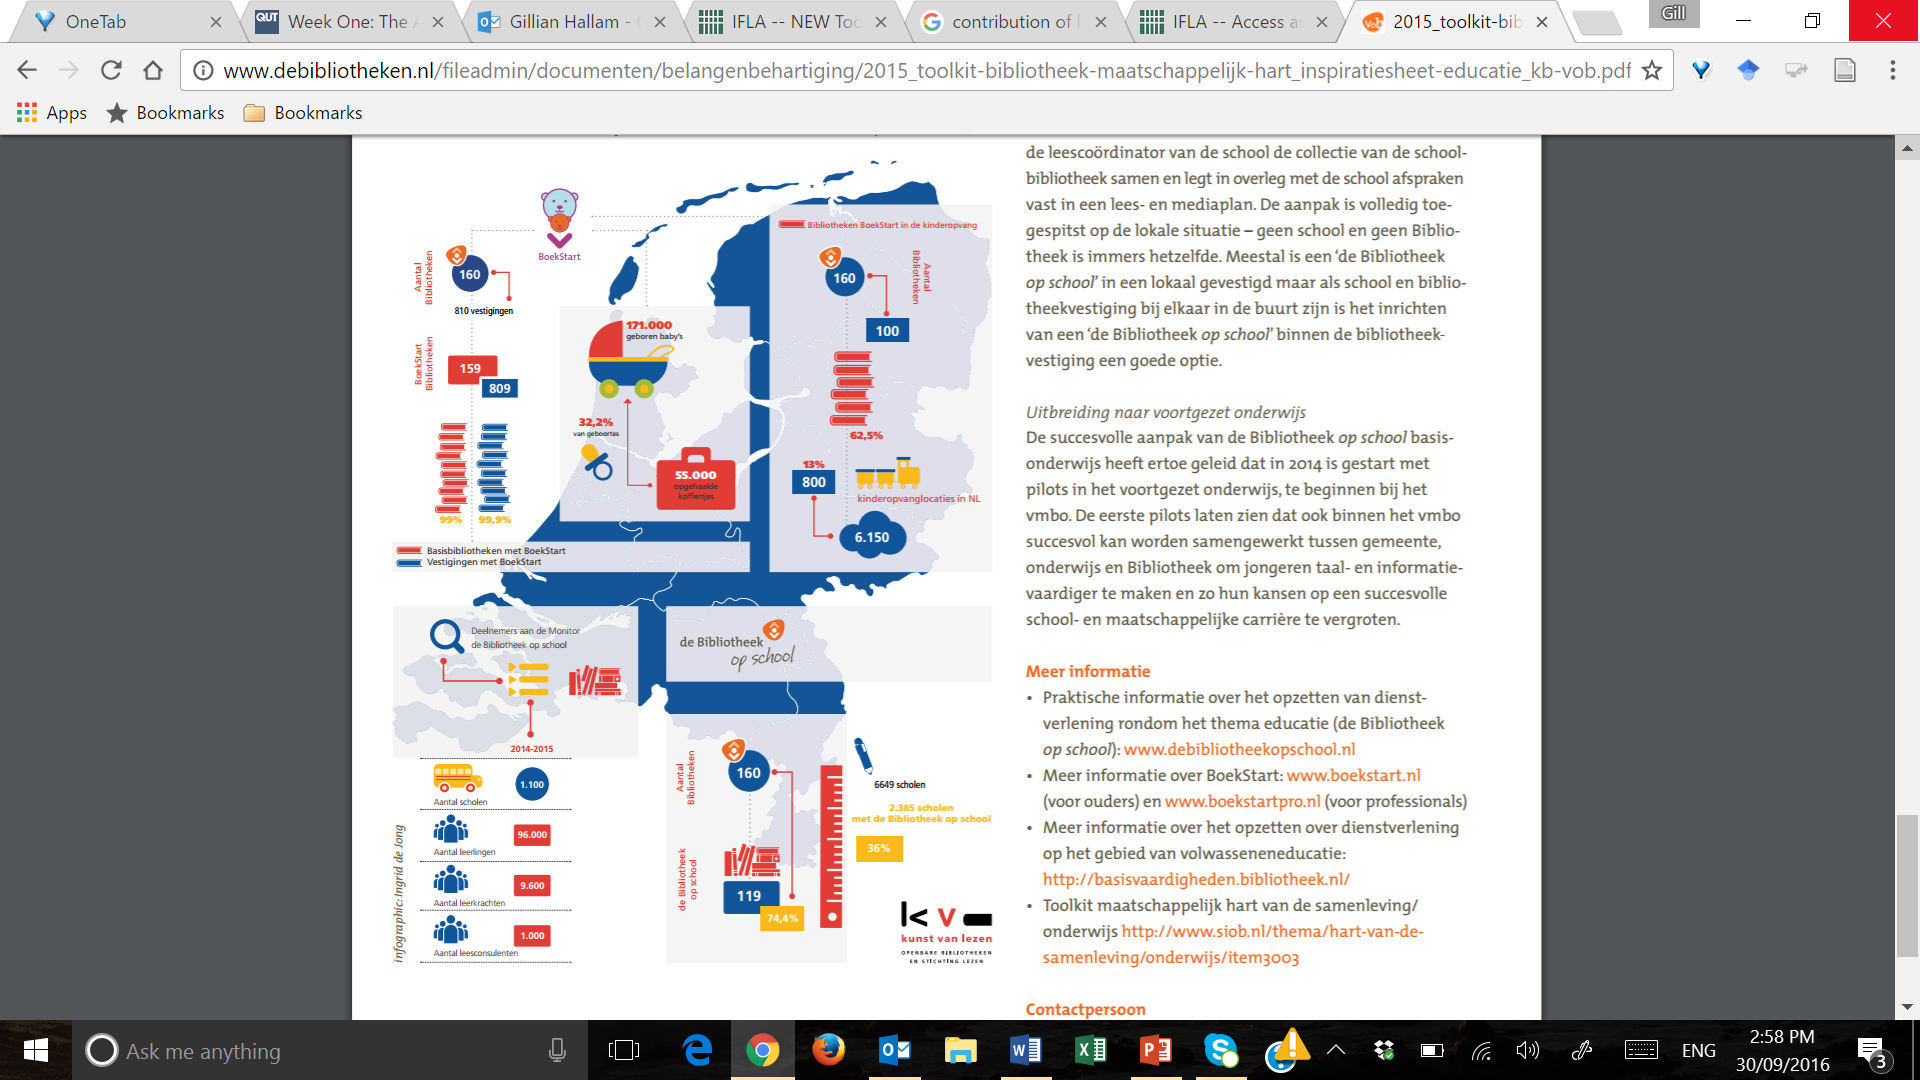 OneTab
Week One: The A
Gillian Hallam - 
IFLA -- NEW Too
contribution of l
IFLA -- Access a
2015_toolkit-bib
Gill
www.debibliotheken.nl/fileadmin/documenten/belangenbehartiging/2015_toolkit-bibliotheek-maatschappelijk-hart_inspiratiesheet-educatie_kb-vob.pdf
Apps
Bookmarks
Bookmarks
BoekStart
Aantal
Bibliotheken
160
810 vestigingen
BoekStart
Bibliotheken
159
809
99%
99,9%
Basisbibliotheken met BoekStart
Vestigingen met BoekStart
171.000
geboren baby's
32,2%
van geboortes
55.000
opgehaalde
koffertjes
Bibliotheken BoekStart in de kinderopvang
160
Aantal
Bibliotheken
100
62,5%
13%
800
kinderopvanglocaties in NL
6.150
Deelnemers aan de Monitor
de Bibliotheek op school
2014-2015
1.100
Aantal scholen
96.000
Aantal leerlingen
9.600
Aantal leerkrachten
1.000
Aantal leesconsulenten
infographic: Ingrid de Jong
de Bibliotheek
op school
Aantal
Bibliotheken
160
6649 scholen
2.385 scholen
met de Bibliotheek op school
36%
de Bibliotheek
op school
119
74,4%
kv
kunst van lezen
OPENBARE BIBLIOTHEKEN
EN STICHTING LEZEN
de leescoördinator van de school de collectie van de school-
bibliotheek samen en legt in overleg met de school afspraken
vast in een lees- en mediaplan. De aanpak is volledig toe-
gespitst op de lokale situatie – geen school en geen Biblio-
theek is immers hetzelfde. Meestal is een ‘de Bibliotheek
op school’ in een lokaal gevestigd maar als school en biblio-
theekvestiging bij elkaar in de buurt zijn is het inrichten
van een ‘de Bibliotheek op school’ binnen de bibliotheek-
vestiging een goede optie.
Uitbreiding naar voortgezet onderwijs
De succesvolle aanpak van de Bibliotheek op school basis-
onderwijs heeft ertoe geleid dat in 2014 is gestart met
pilots in het voortgezet onderwijs, te beginnen bij het
vmbo. De eerste pilots laten zien dat ook binnen het vmbo
succesvol kan worden samengewerkt tussen gemeente,
onderwijs en Bibliotheek om jongeren taal- en informatie-
vaardiger te maken en zo hun kansen op een succesvolle
school- en maatschappelijke carrière te vergroten.
Meer informatie
• Praktische informatie over het opzetten van dienst-
verlening rondom het thema educatie (de Bibliotheek
op school): www.debibliotheekopschool.nl
• Meer informatie over BoekStart: www.boekstart.nl
(voor ouders) en www.boekstartpro.nl (voor professionals)
• Meer informatie over het opzetten over dienstverlening
op het gebied van volwasseneneducatie:
http://basisvaardigheden.bibliotheek.nl/
• Toolkit maatschappelijk hart van de samenleving/
onderwijs http://www.siob.nl/thema/hart-van-de-
samenleving/onderwijs/item3003
Contactpersoon
Ask me anything
ENG
2:58 PM
30/09/2016
3